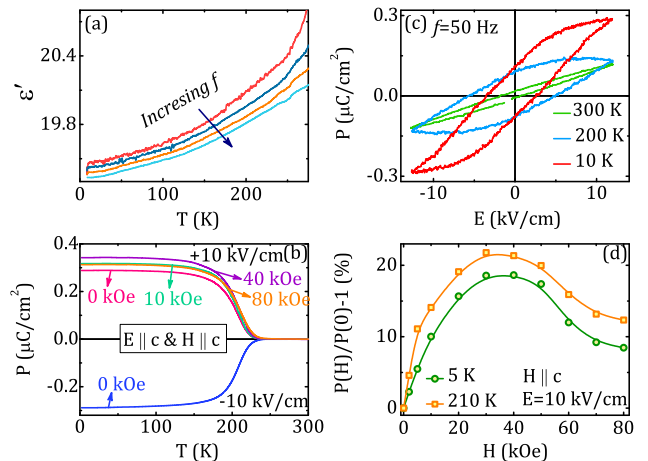 (a)
20.4
19.8
ε′
Incresing f
0 50 100 150 200 250
T (K)
(c) f=50 Hz
0.3
0.0
-0.3
P (μC/cm²)
300 K
200 K
10 K
-10 0 10
E (kV/cm)
0.4
0.2
0.0
-0.2
P (μC/cm²)
+10 kV/cm (b)
40 kOe
0 kOe 10 kOe 80 kOe
E || c & H || c
0 kOe
-10 kV/cm
0 100 200 300
T (K)
(d)
20
10
0
P(H)/P(0)-1 (%)
5 K H || c
210 K E=10 kV/cm
0 20 40 60 80
H (kOe)